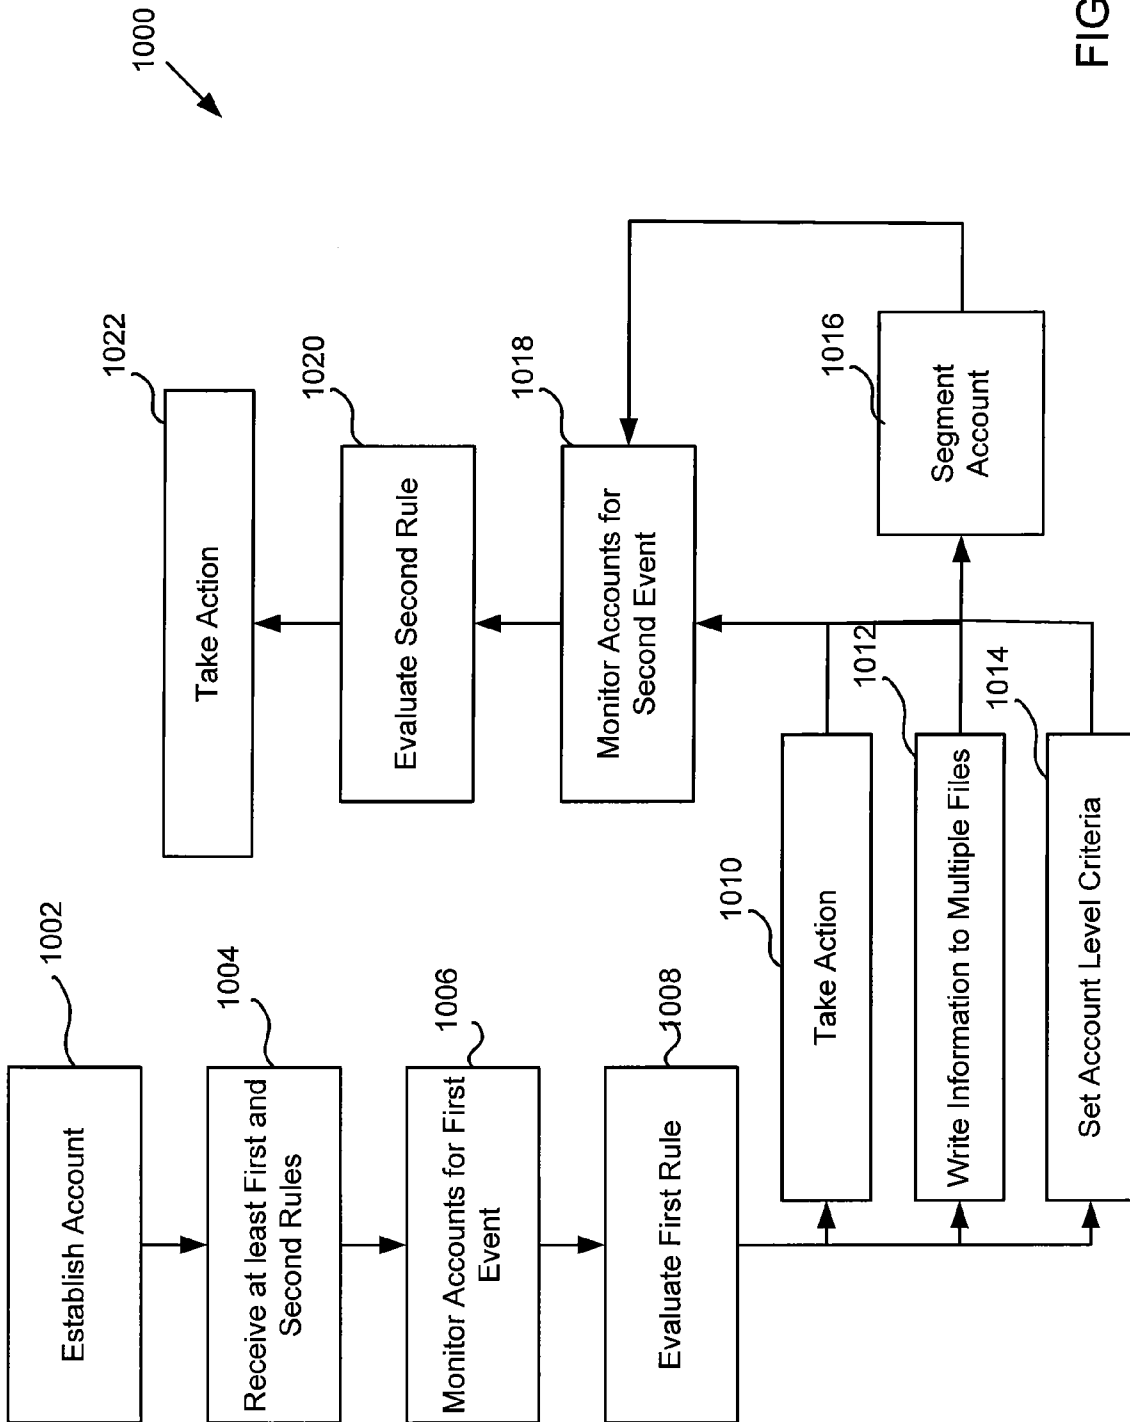 1000
1002
Establish Account
1004
Receive at least First and
Second Rules
1006
Monitor Accounts for First
Event
1008
Evaluate First Rule
1010
Take Action
1012
Write Information to Multiple Files
1014
Set Account Level Criteria
1016
Segment
Account
1018
Monitor Accounts for
Second Event
1020
Evaluate Second Rule
1022
Take Action
FIG